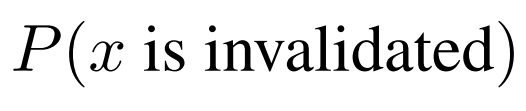 P(x is invalidated)